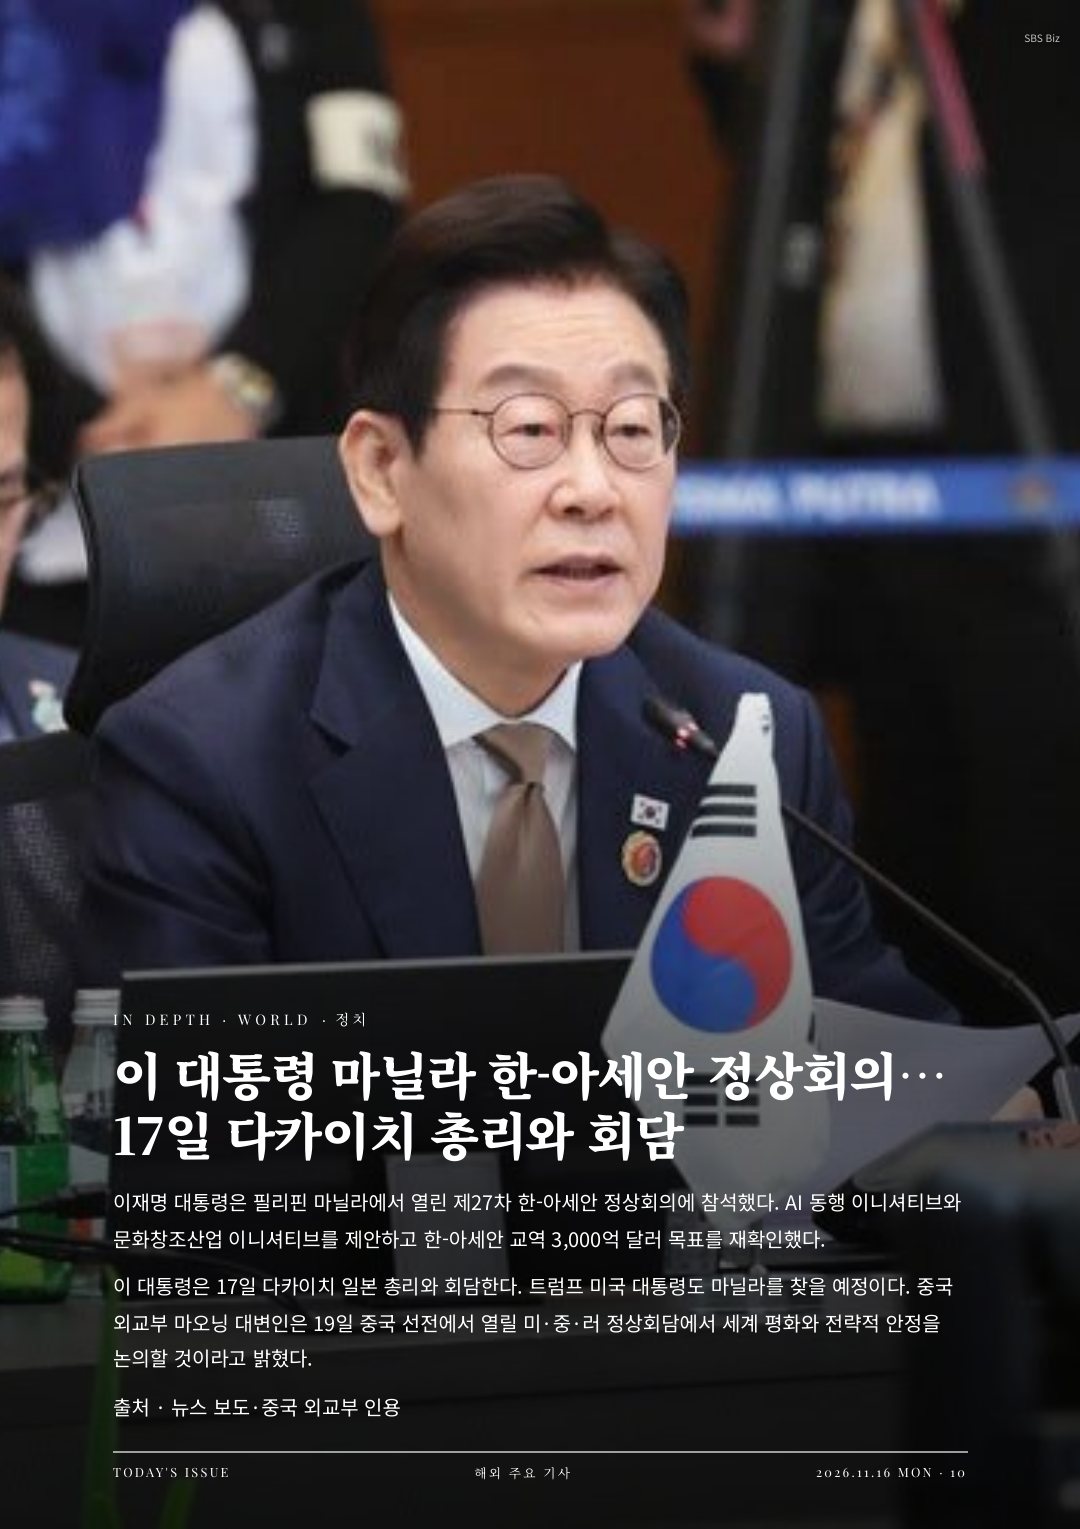 SBS Biz
IN DEPTH · WORLD · 정치
이 대통령 마닐라 한-아세안 정상회의…
17일 다카이치 총리와 회담
이재명 대통령은 필리핀 마닐라에서 열린 제27차 한-아세안 정상회의에 참석했다. AI 동행 이니셔티브와
문화창조산업 이니셔티브를 제안하고 한-아세안 교역 3,000억 달러 목표를 재확인했다.
이 대통령은 17일 다카이치 일본 총리와 회담한다. 트럼프 미국 대통령도 마닐라를 찾을 예정이다. 중국
외교부 마오닝 대변인은 19일 중국 선전에서 열릴 미·중·러 정상회담에서 세계 평화와 전략적 안정을
논의할 것이라고 밝혔다.
출처 · 뉴스 보도·중국 외교부 인용
TODAY'S ISSUE
해외 주요 기사
2026.11.16 MON · 10